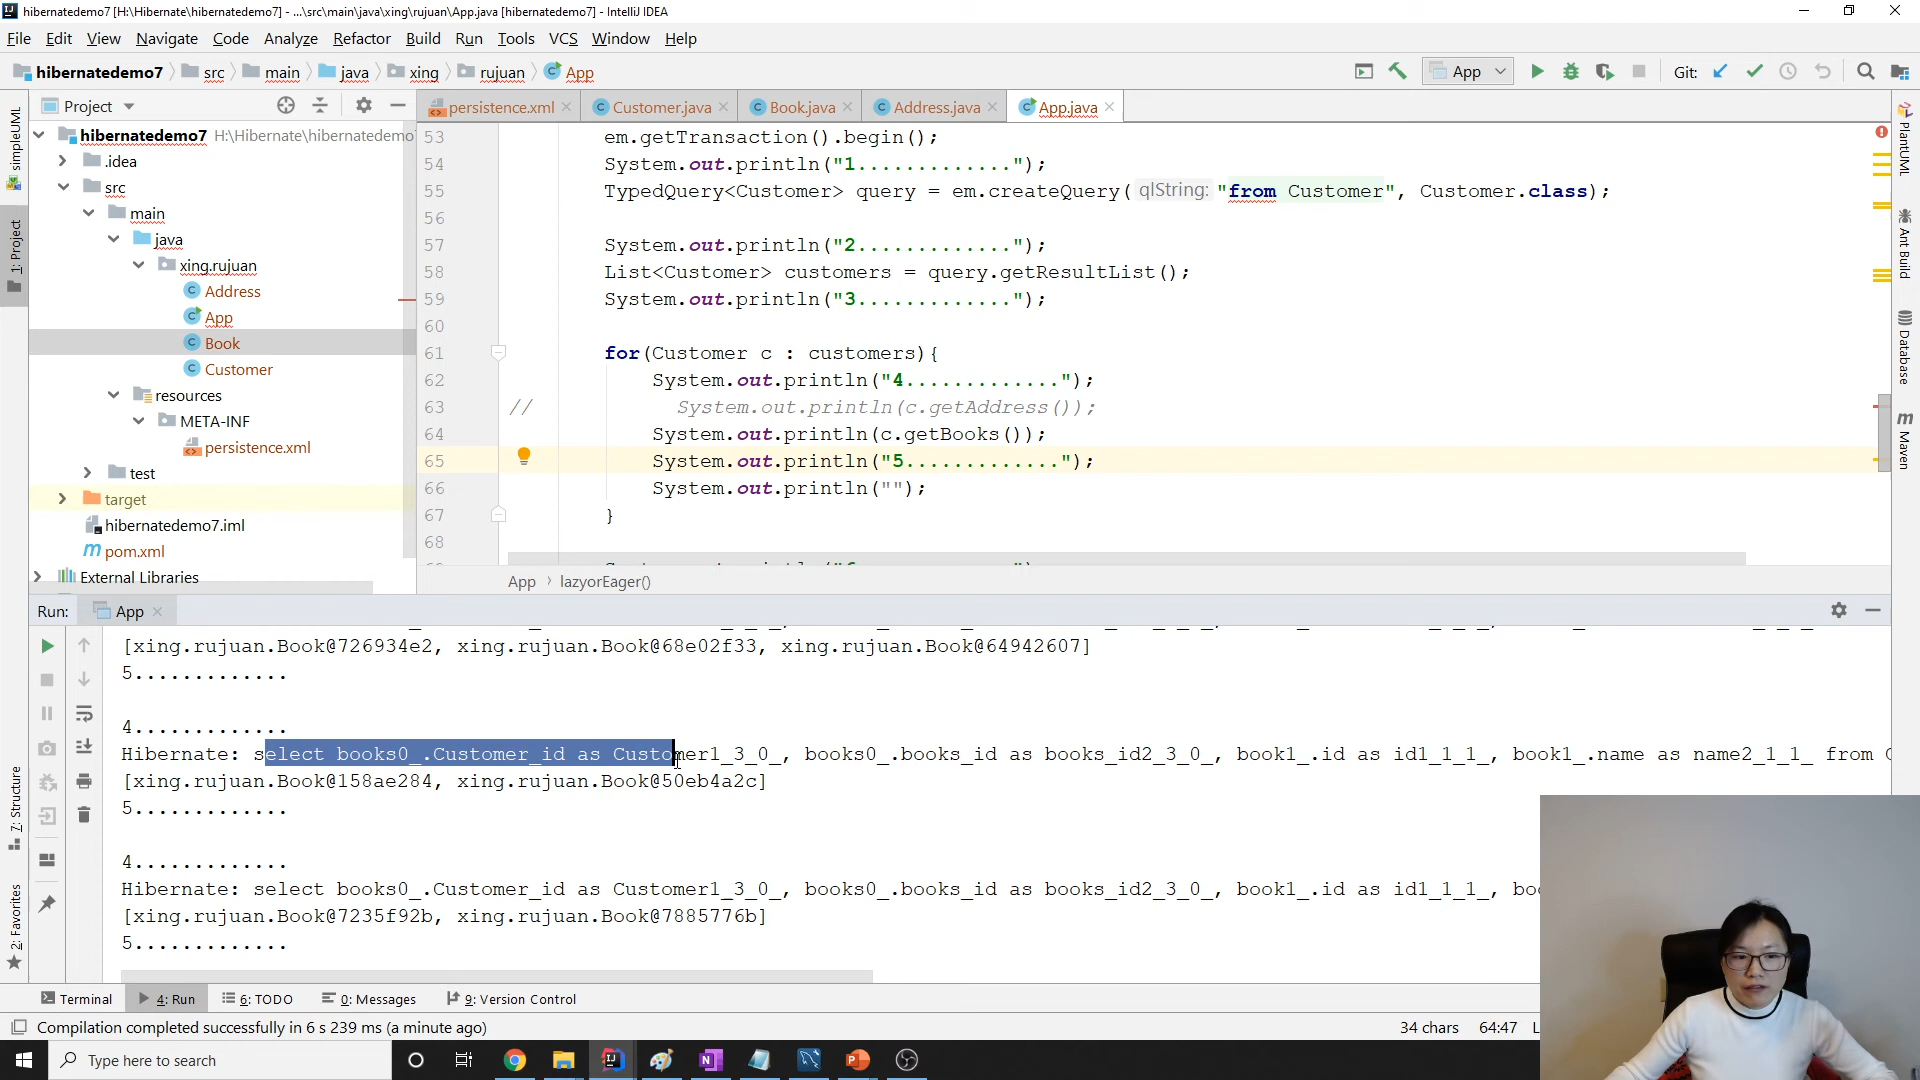 hibernatedemo7 [H:\Hibernate\hibernatedemo7] - ...\src\main\java\xing\rujuan\App.java [hibernatedemo7] - IntelliJ IDEA
File Edit View Navigate Code Analyze Refactor Build Run Tools VCS Window Help
hibernatedemo7 src main java xing rujuan App
App Git:
Project
persistence.xml Customer.java Book.java Address.java App.java
hibernatedemo7 H:\Hibernate\hibernatedemo
.idea
src
main
java
xing.rujuan
Address
App
Book
Customer
resources
META-INF
persistence.xml
test
target
hibernatedemo7.iml
pom.xml
External Libraries
simpleUML
1: Project
7: Structure
2: Favorites
PlantUML
Ant Build
Database
Maven
53 em.getTransaction().begin();
54 System.out.println("1.............");
55 TypedQuery<Customer> query = em.createQuery( qlString: "from Customer", Customer.class);
56
57 System.out.println("2.............");
58 List<Customer> customers = query.getResultList();
59 System.out.println("3.............");
60
61 for(Customer c : customers){
62 System.out.println("4.............");
63 // System.out.println(c.getAddress());
64 System.out.println(c.getBooks());
65 System.out.println("5.............");
66 System.out.println("");
67 }
68
App lazyorEager()
Run: App
[xing.rujuan.Book@726934e2, xing.rujuan.Book@68e02f33, xing.rujuan.Book@64942607]
5.............
4.............
Hibernate: select books0_.Customer_id as Customer1_3_0_, books0_.books_id as books_id2_3_0_, book1_.id as id1_1_1_, book1_.name as name2_1_1_ from
[xing.rujuan.Book@158ae284, xing.rujuan.Book@50eb4a2c]
5.............
4.............
Hibernate: select books0_.Customer_id as Customer1_3_0_, books0_.books_id as books_id2_3_0_, book1_.id as id1_1_1_,
[xing.rujuan.Book@7235f92b, xing.rujuan.Book@7885776b]
5.............
Terminal 4: Run 6: TODO 0: Messages 9: Version Control
Compilation completed successfully in 6 s 239 ms (a minute ago) 34 chars 64:47
Type here to search